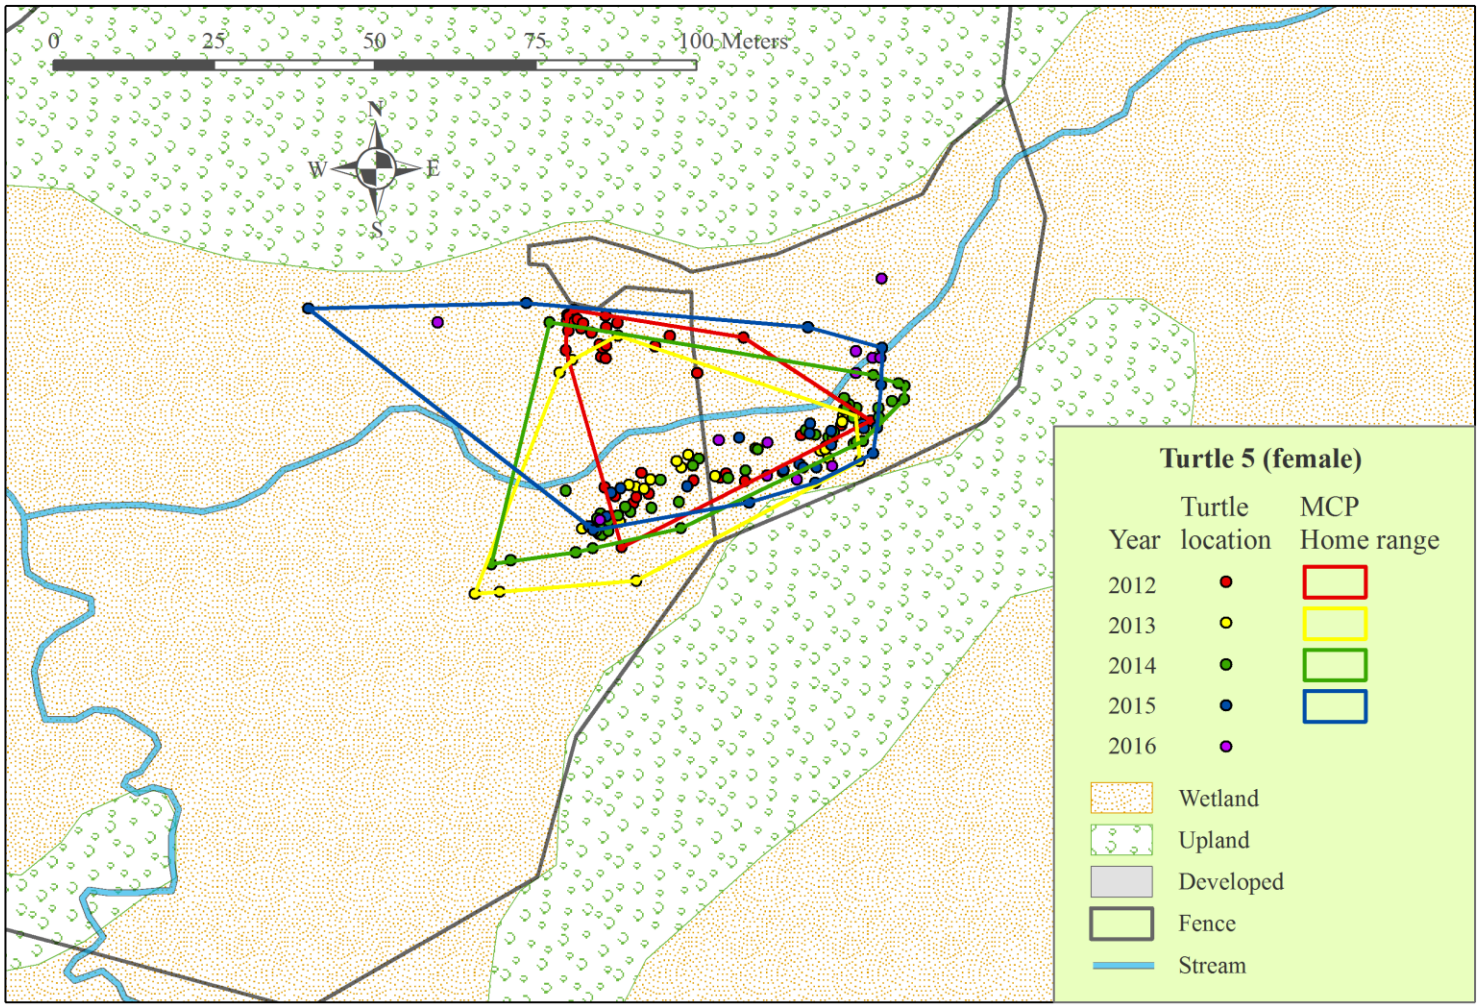 0 25 50 75 100 Meters
N
W E
S
Turtle 5 (female)
Turtle MCP
Year location Home range
2012
2013
2014
2015
2016
Wetland
Upland
Developed
Fence
Stream